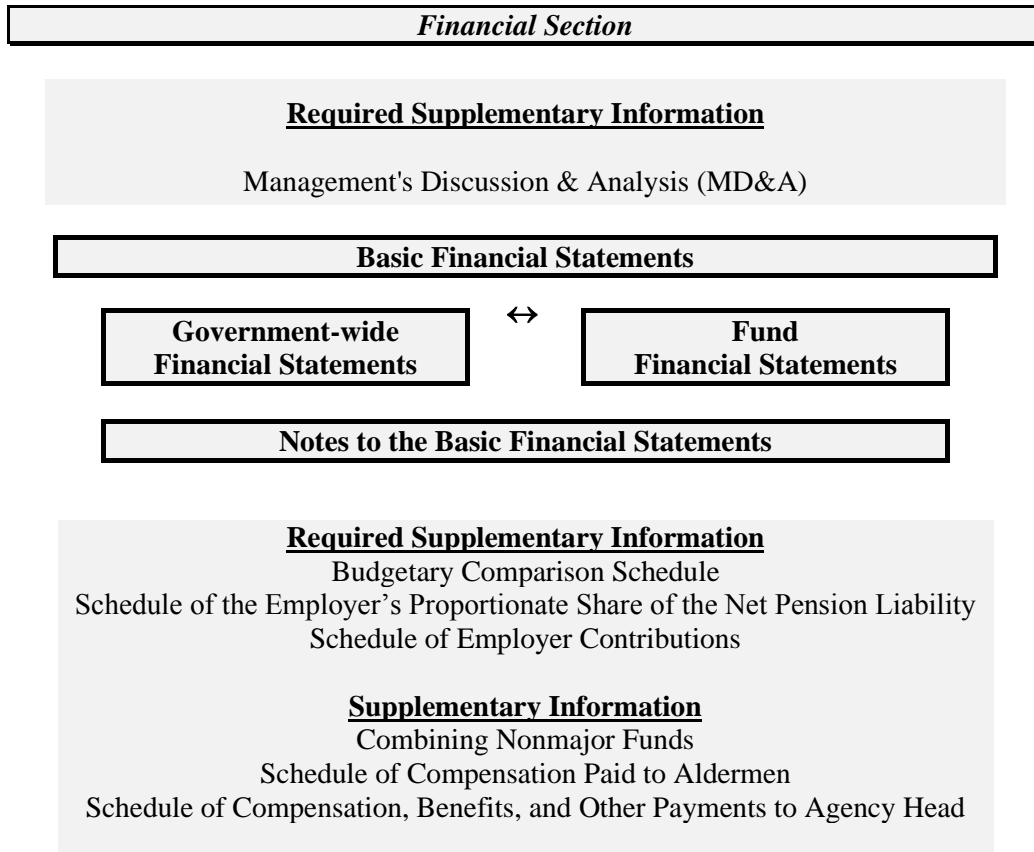 Financial Section
Required Supplementary Information
Management's Discussion & Analysis (MD&A)
Basic Financial Statements
↔
Government-wide
Financial Statements
Fund
Financial Statements
Notes to the Basic Financial Statements
Required Supplementary Information
Budgetary Comparison Schedule
Schedule of the Employer’s Proportionate Share of the Net Pension Liability
Schedule of Employer Contributions
Supplementary Information
Combining Nonmajor Funds
Schedule of Compensation Paid to Aldermen
Schedule of Compensation, Benefits, and Other Payments to Agency Head